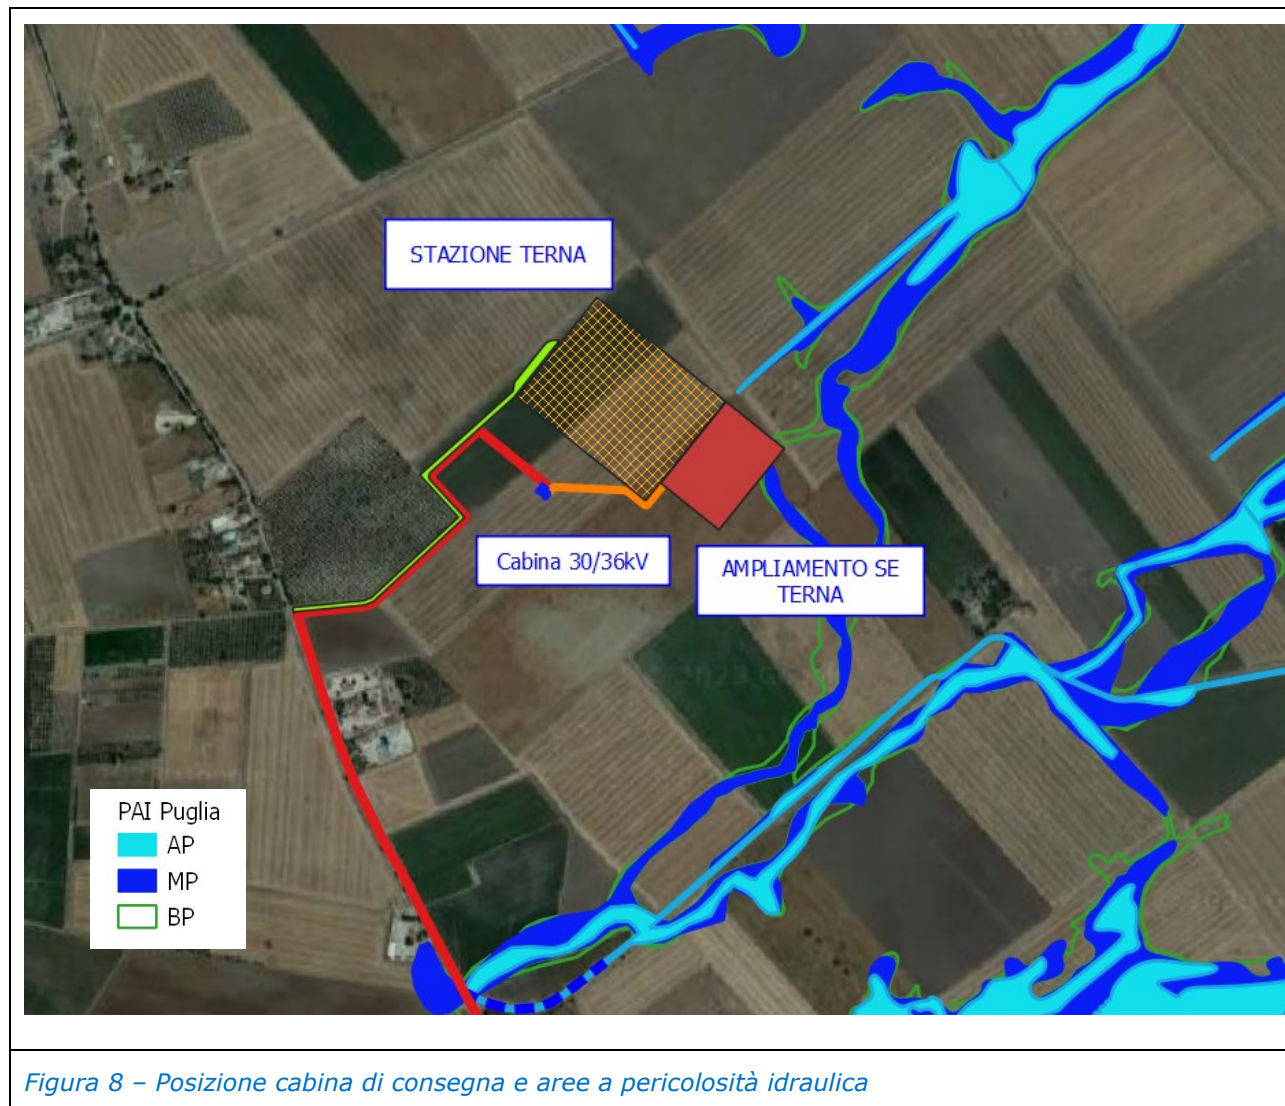 STAZIONE TERNA
Cabina 30/36kV
AMPLIAMENTO SE
TERNA
PAI Puglia
AP
MP
BP
Figura 8 – Posizione cabina di consegna e aree a pericolosità idraulica